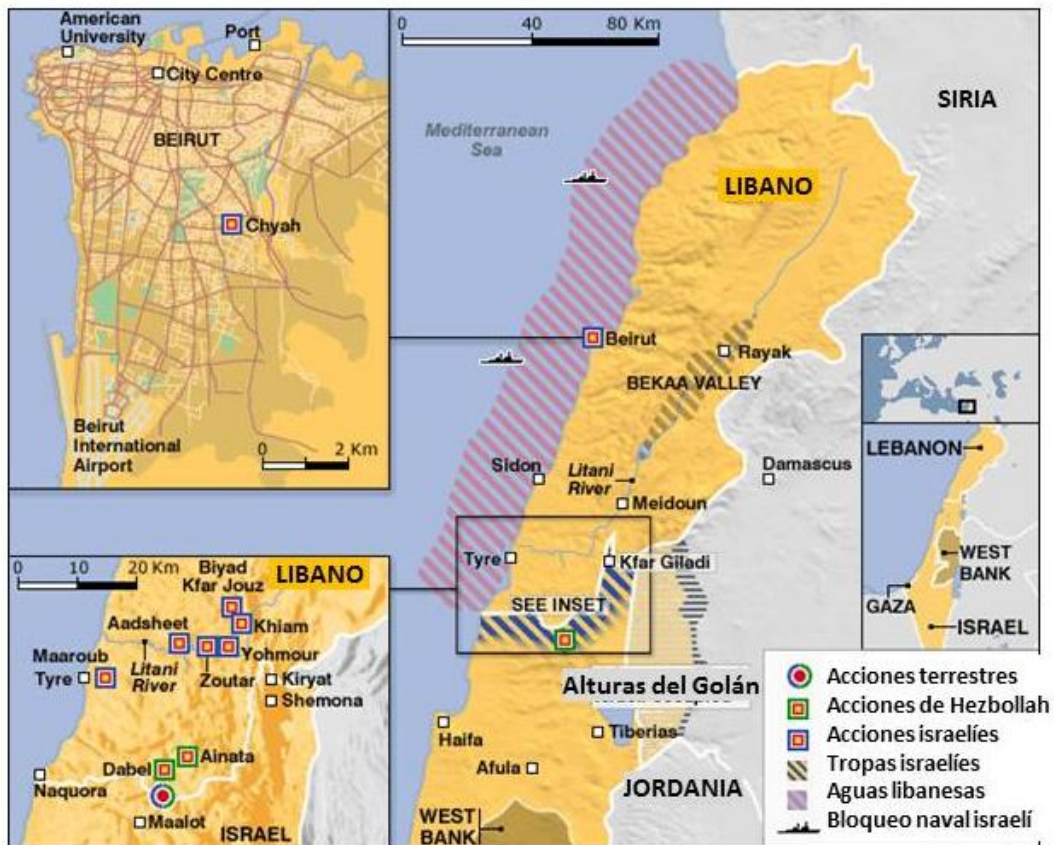 American
University
Port
City Centre
BEIRUT
Chyah
Beirut
International
Airport
0 2 Km
0 40 80 Km
Mediterranean
Sea
SIRIA
LIBANO
Beirut
Rayak
BEKAA VALLEY
Sidon
Litani
River
Damascus
Meidoun
Tyre
Kfar Giladi
SEE INSET
Alturas del Golán
Haifa
Tiberias
Afula
JORDANIA
WEST
BANK
LEBANON
WEST
BANK
GAZA
ISRAEL
0 10 20 Km
Biyad
Kfar Jouz
LIBANO
Aadsheet
Khiam
Maaroub
Yohmour
Tyre
Litani
River
Zoutar
Kiryat
Shemona
Ainata
Dabel
Naquora
Maalot
ISRAEL
Acciones terrestres
Acciones de Hezbollah
Acciones israelíes
Tropas israelíes
Aguas libanesas
Bloqueo naval israelí